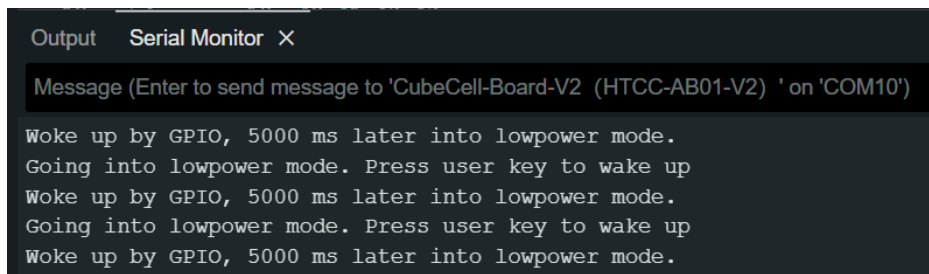 Output Serial Monitor ×
Message (Enter to send message to 'CubeCell-Board-V2 (HTCC-AB01-V2) ' on 'COM10')
Woke up by GPIO, 5000 ms later into lowpower mode.
Going into lowpower mode. Press user key to wake up
Woke up by GPIO, 5000 ms later into lowpower mode.
Going into lowpower mode. Press user key to wake up
Woke up by GPIO, 5000 ms later into lowpower mode.